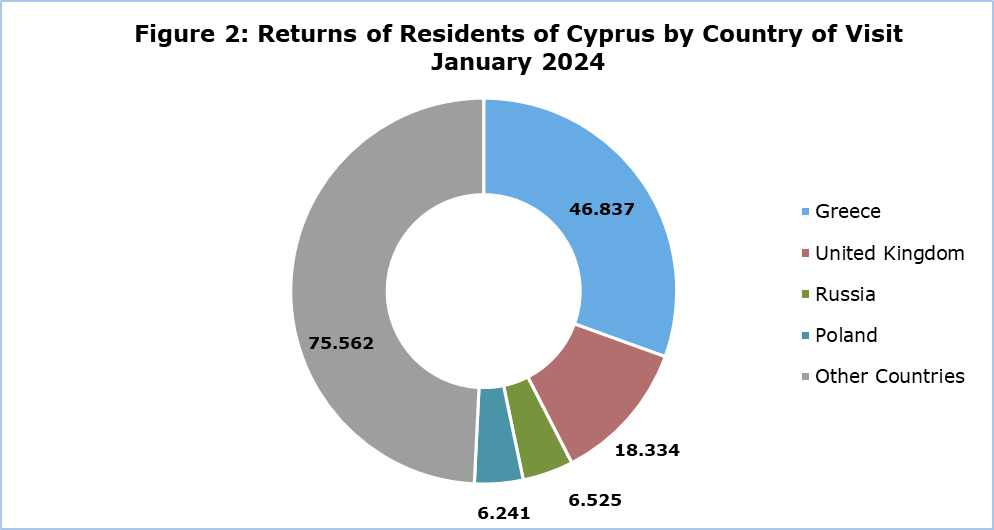 Figure 2: Returns of Residents of Cyprus by Country of Visit
January 2024
46.837
18.334
6.525
6.241
75.562
Greece
United Kingdom
Russia
Poland
Other Countries